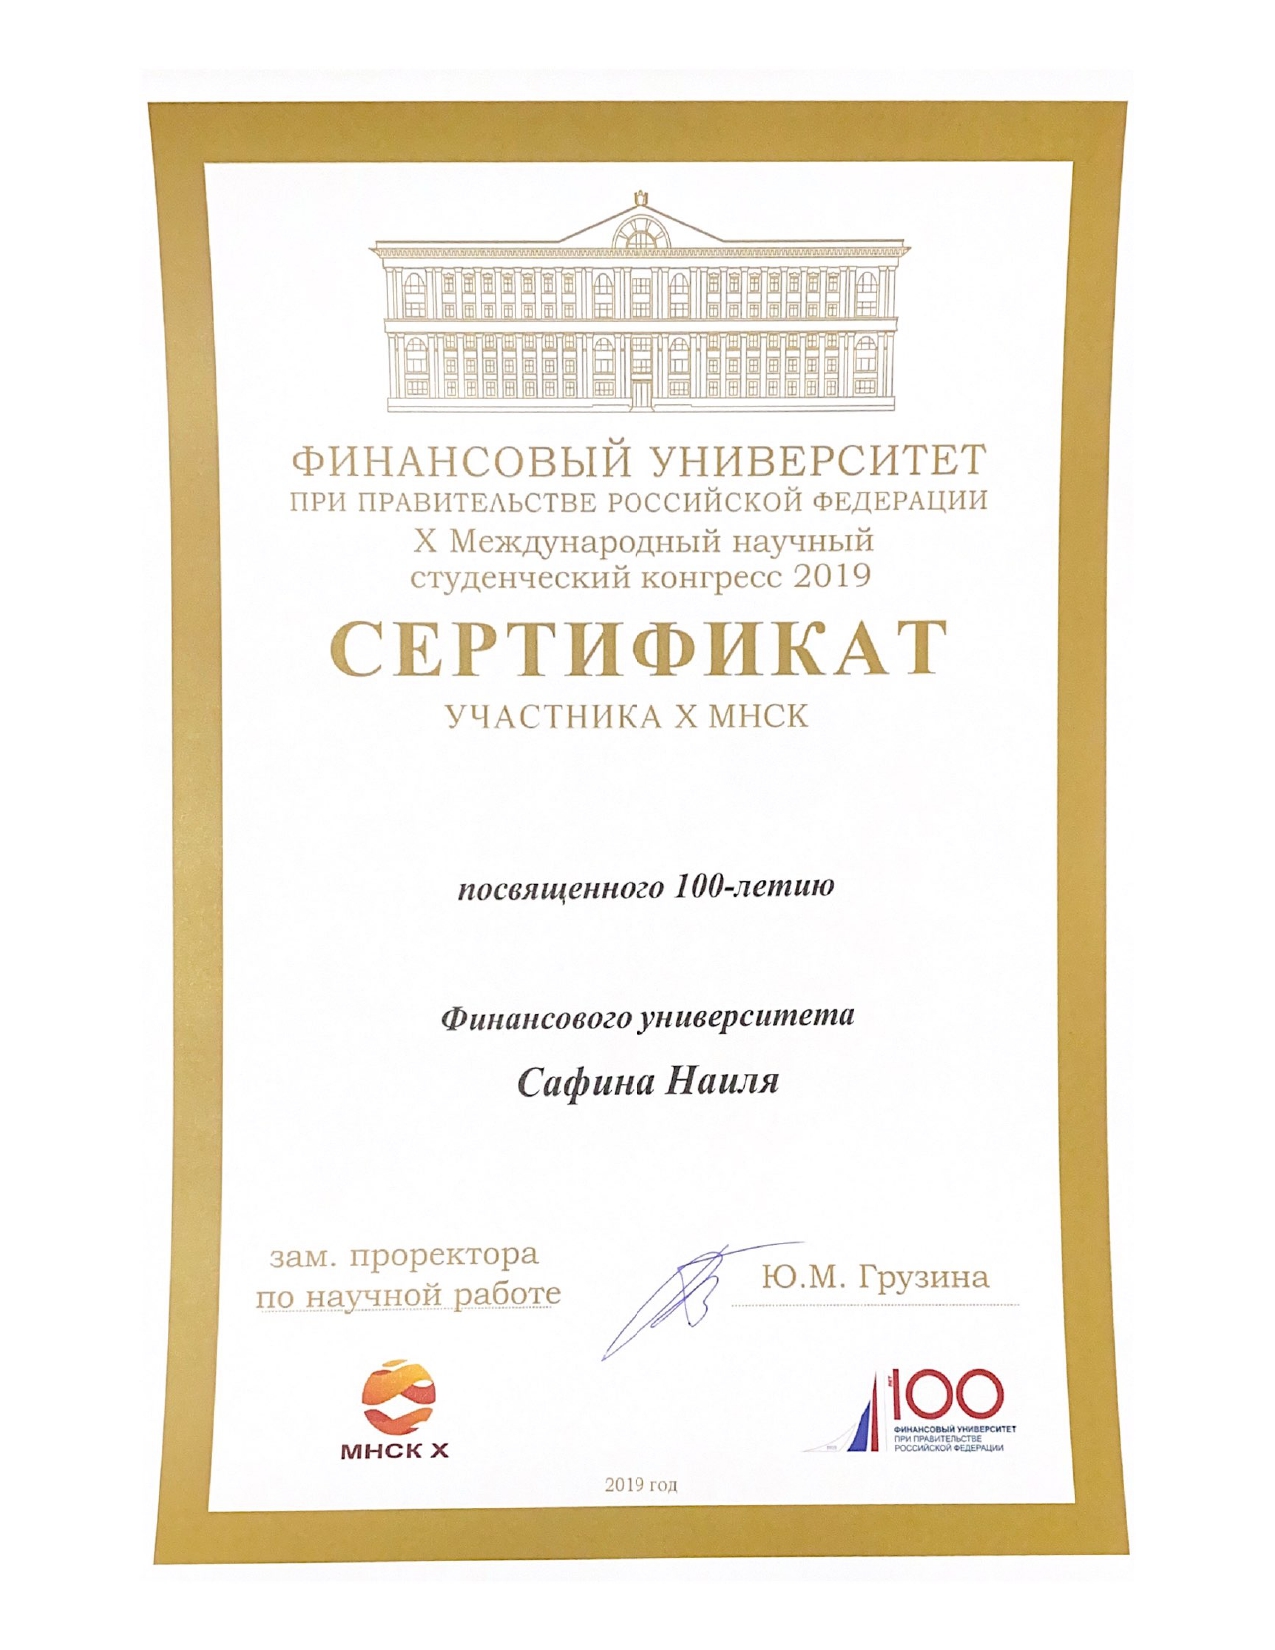 ФИНАНСОВЫЙ УНИВЕРСИТЕТ
ПРИ ПРАВИТЕЛЬСТВЕ РОССИЙСКОЙ ФЕДЕРАЦИИ
X Международный научный
студенческий конгресс 2019
СЕРТИФИКАТ
УЧАСТНИКА X МНСК
посвященного 100-летию
Финансового университета
Сафина Наиля
зам. проректора
по научной работе
Ю.М. Грузина
МНСК X
ЛЕТ
100
ФИНАНСОВЫЙ УНИВЕРСИТЕТ
ПРИ ПРАВИТЕЛЬСТВЕ
РОССИЙСКОЙ ФЕДЕРАЦИИ
2019 год